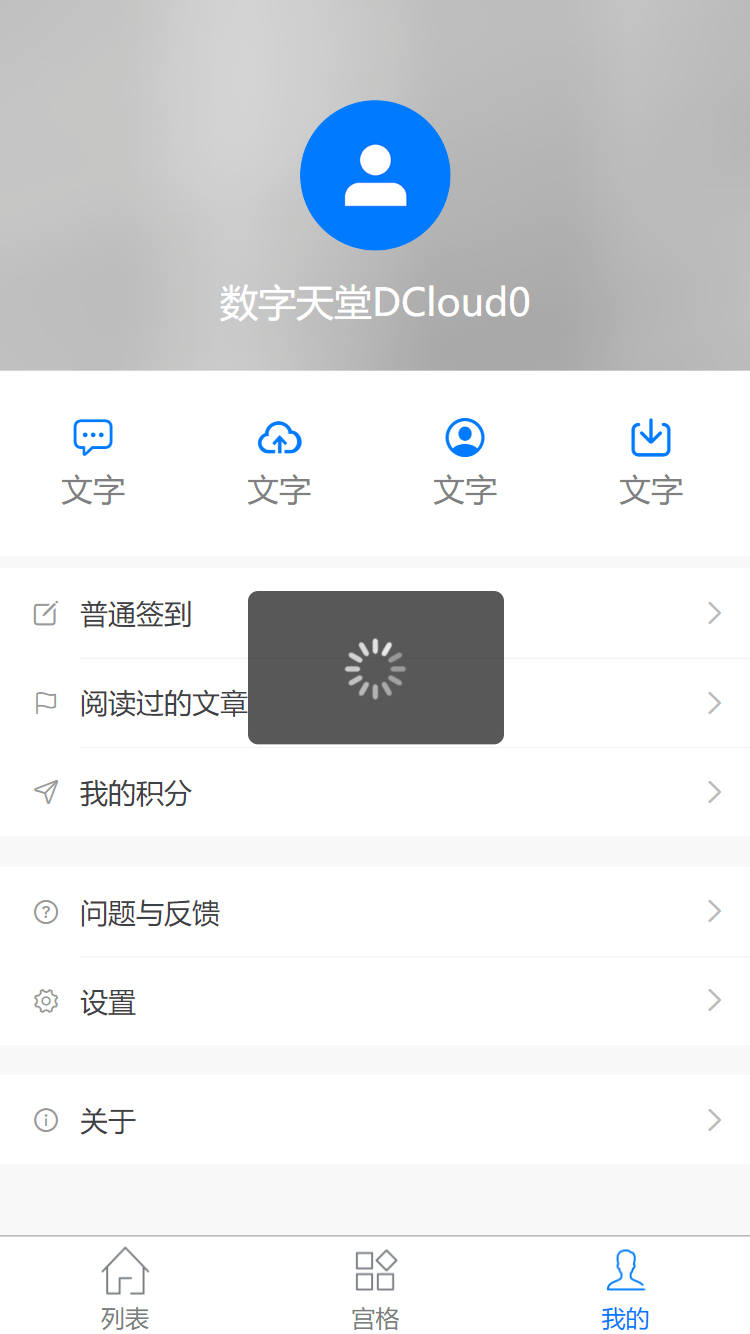 数字天堂DCloud0
文字 文字 文字 文字
普通签到
阅读过的文章
我的积分
问题与反馈
设置
关于
列表 宫格 我的